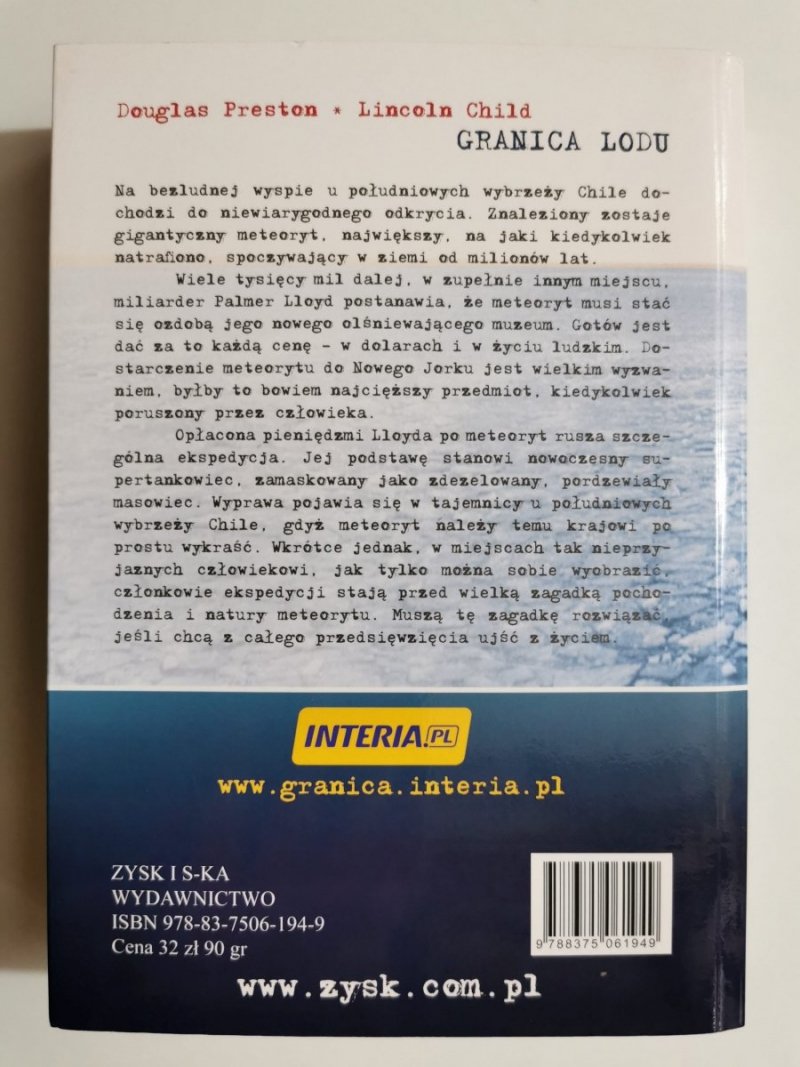 Douglas Preston * Lincoln Child
GRANICA LODU
Na bezludnej wyspie u południowych wybrzeży Chile do-
chodzi do niewiarygodnego odkrycia. Znaleziony zostaje
gigantyczny meteoryt, największy, na jaki kiedykolwiek
natrafiono, spoczywający w ziemi od milionów lat.
Wiele tysięcy mil dalej, w zupełnie innym miejscu,
miliarder Palmer Lloyd postanawia, że meteoryt musi stać
się ozdobą jego nowego olśniewającego muzeum. Gotów jest
dać za to każdą cenę - w dolarach i w życiu ludzkim. Do-
starczenie meteorytu do Nowego Jorku jest wielkim wyzwa-
niem, byłby to bowiem najcięższy przedmiot, kiedykolwiek
poruszony przez człowieka.
Opłacona pieniędzmi Lloyda po meteoryt rusza szcze-
gólna ekspedycja. Jej podstawę stanowi nowoczesny su-
pertankowiec, zamaskowany jako zdezelowany, pordzewiały
masowiec. Wyprawa pojawia się w tajemnicy u południowych
wybrzeży Chile, gdyż meteoryt należy temu krajowi po
prostu wykraść. Wkrótce jednak, w miejscach tak nieprzy-
jaznych człowiekowi, jak tylko można sobie wyobrazić,
członkowie ekspedycji stają przed wielką zagadką pocho-
dzenia i natury meteorytu. Muszą tę zagadkę rozwiązać,
jeśli chcą z całego przedsięwzięcia ujść z życiem.
INTERIA.PL
www.granica.interia.pl
ZYSK I S-KA
WYDAWNICTWO
ISBN 978-83-7506-194-9
Cena 32 zł 90 gr
9 788375 061949
www.zysk.com.pl